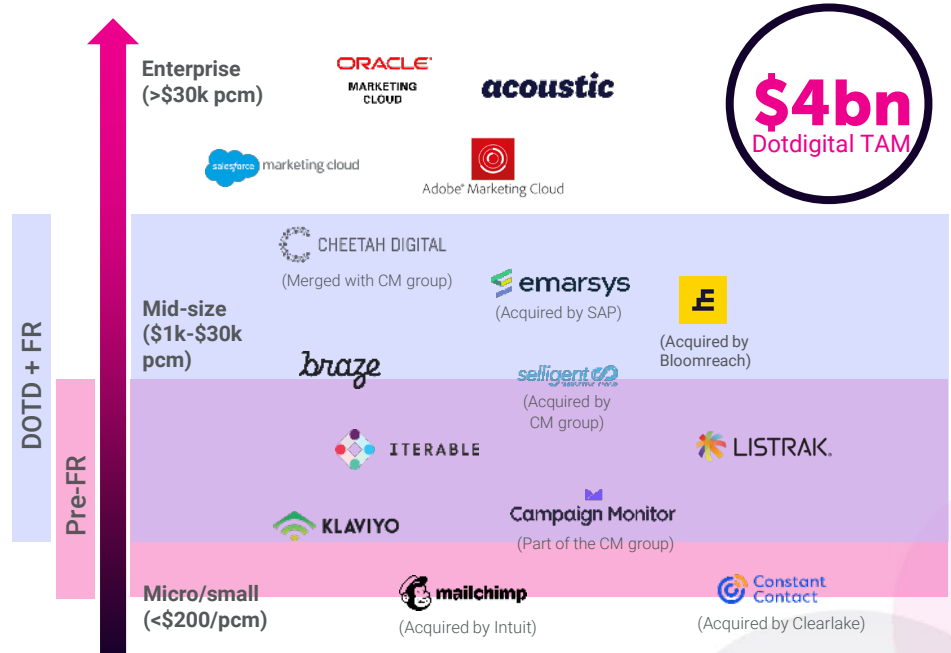 Enterprise
(>$30k pcm)
ORACLE
MARKETING
CLOUD
acoustic
$4bn
Dotdigital TAM
salesforce marketing cloud
Adobe® Marketing Cloud
CHEETAH DIGITAL
(Merged with CM group)
emarsys
(Acquired by SAP)
(Acquired by
Bloomreach)
Mid-size
($1k-$30k
pcm)
braze
selligent
(Acquired by
CM group)
DOTD + FR
Pre-FR
ITERABLE
LISTRAK
KLAVIYO
Campaign Monitor
(Part of the CM group)
Micro/small
(<$200/pcm)
mailchimp
(Acquired by Intuit)
Constant
Contact
(Acquired by Clearlake)